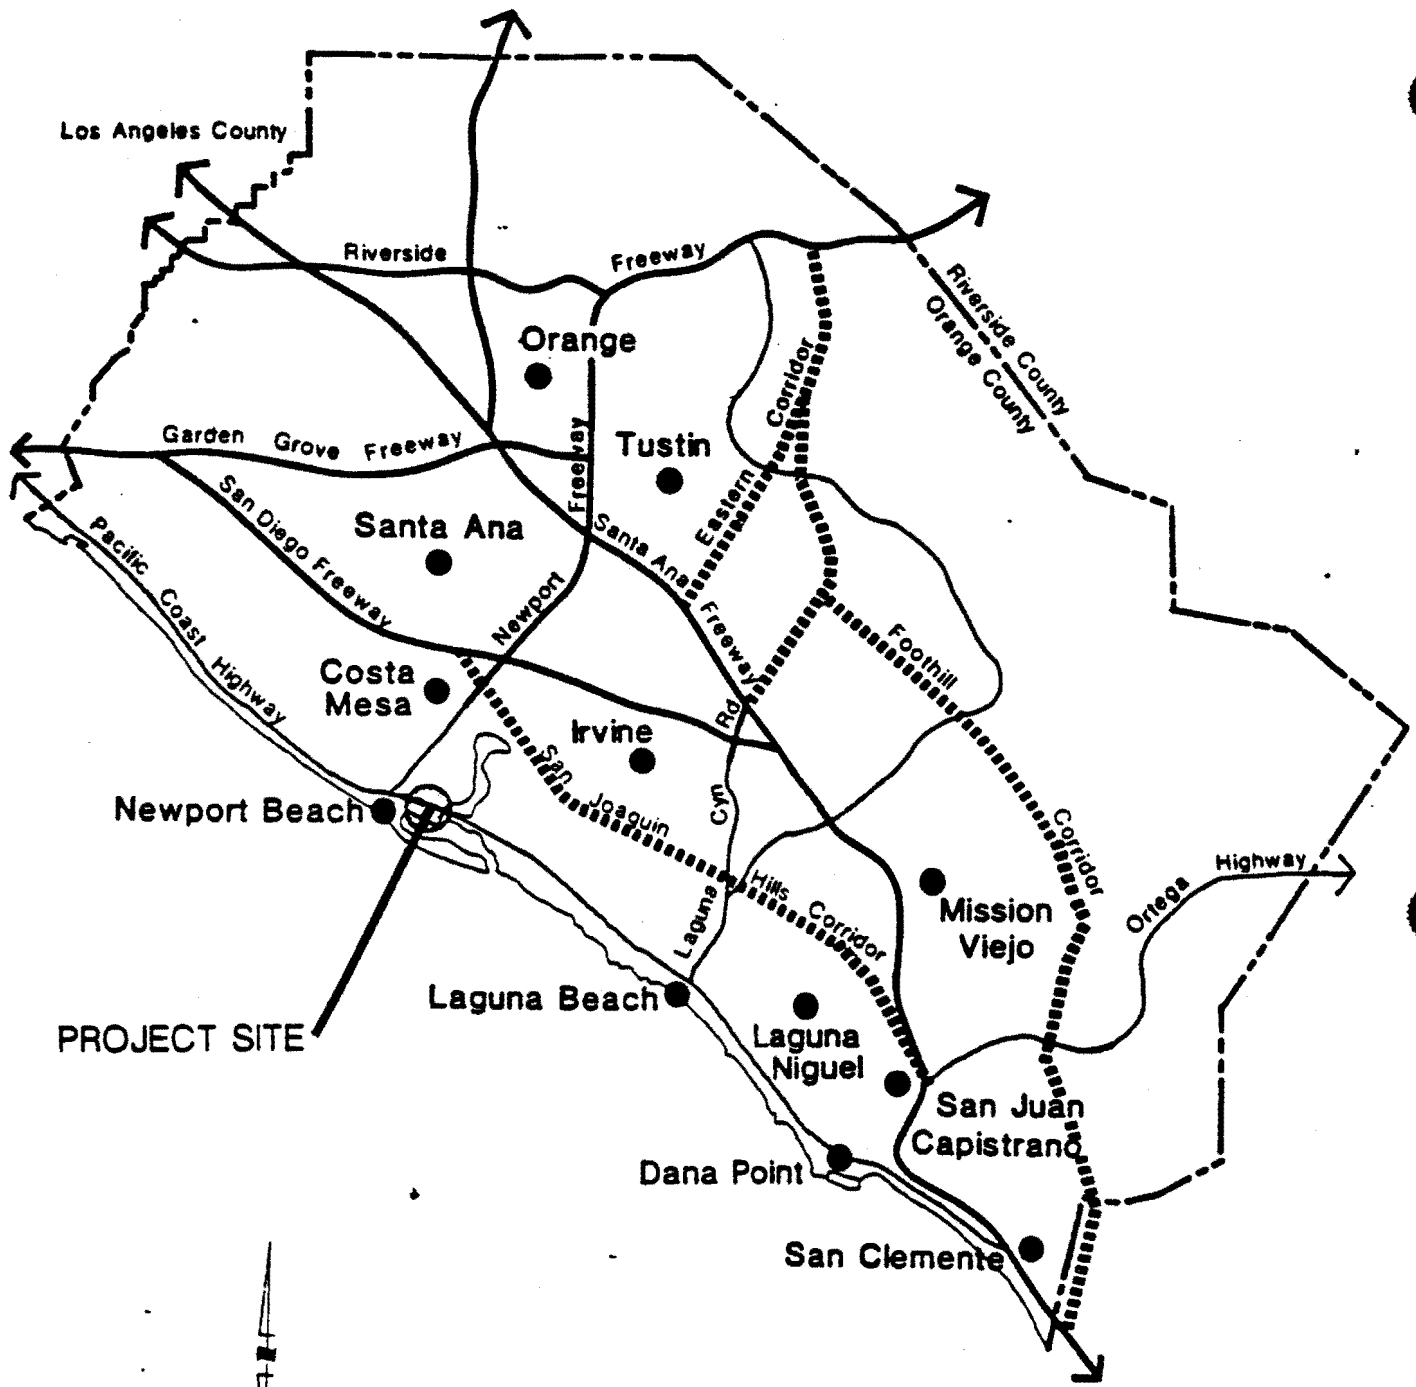 Los Angeles County
Riverside Freeway
Riverside County
Orange County
Orange
Eastern Corridor
Garden Grove Freeway
Freeway
Tustin
San Diego Freeway
Santa Ana
Santa Ana Freeway
Pacific Coast Highway
Newport
Foothill Corridor
Costa
Mesa
Irvine
Laguna Cyn Rd
San Joaquin Hills Corridor
Newport Beach
Ortega Highway
Mission
Viejo
Laguna Beach
PROJECT SITE
Laguna
Niguel
San Juan
Capistrano
Dana Point
San Clemente